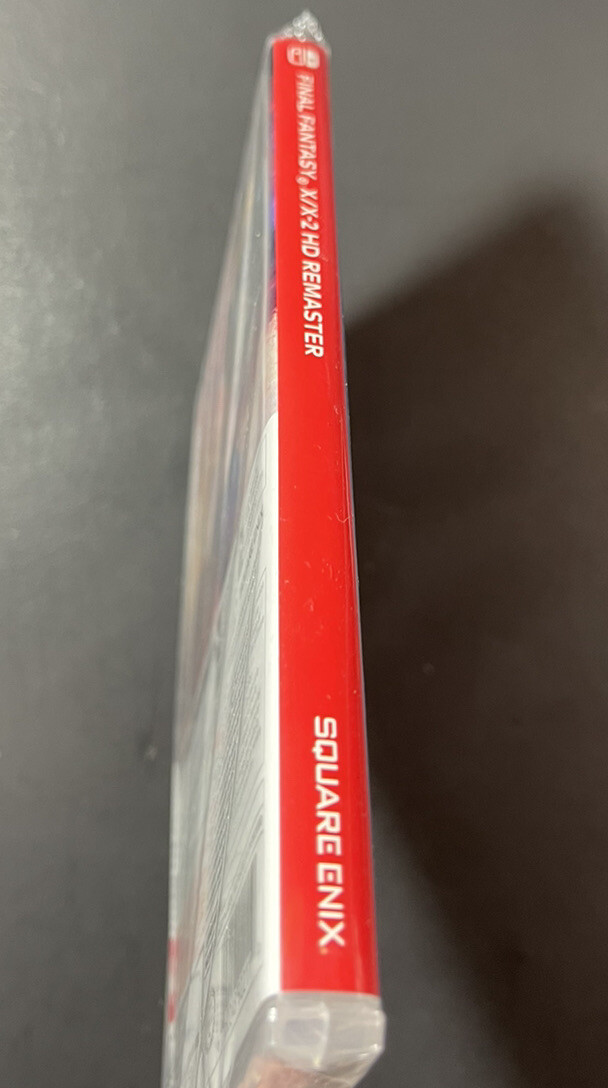 FINAL FANTASY® X/X-2 HD REMASTER
SQUARE ENIX